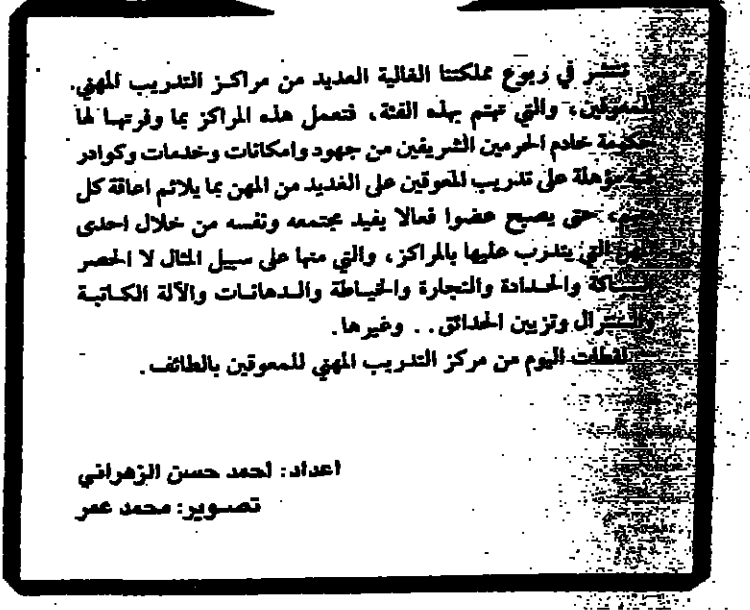 تنتشر في ربوع مملكتنا الغالية العديد من مراكز التدريب المهني
للمعوقين، والتي تهتم بهذه الفئة، فتعمل هذه المراكز بما وفرتها لها
حكومة خادم الحرمين الشريفين من جهود وامكانات وخدمات وكوادر
مؤهلة على تدريب المعوقين على العديد من المهن بما يلائم اعاقة كل
حتى يصبح عضوا فعالا يفيد مجتمعه ونفسه من خلال احدى
التي يتدرب عليها بالمراكز، والتي منها على سبيل المثال لا الحصر
والحدادة والنجارة والخياطة والدهانات والآلة الكاتبة
والسنترال وتزيين الحدائق.. وغيرها.
لقطات اليوم من مركز التدريب المهني للمعوقين بالطائف.
اعداد: أحمد حسن الزهراني
تصوير: محمد عمر